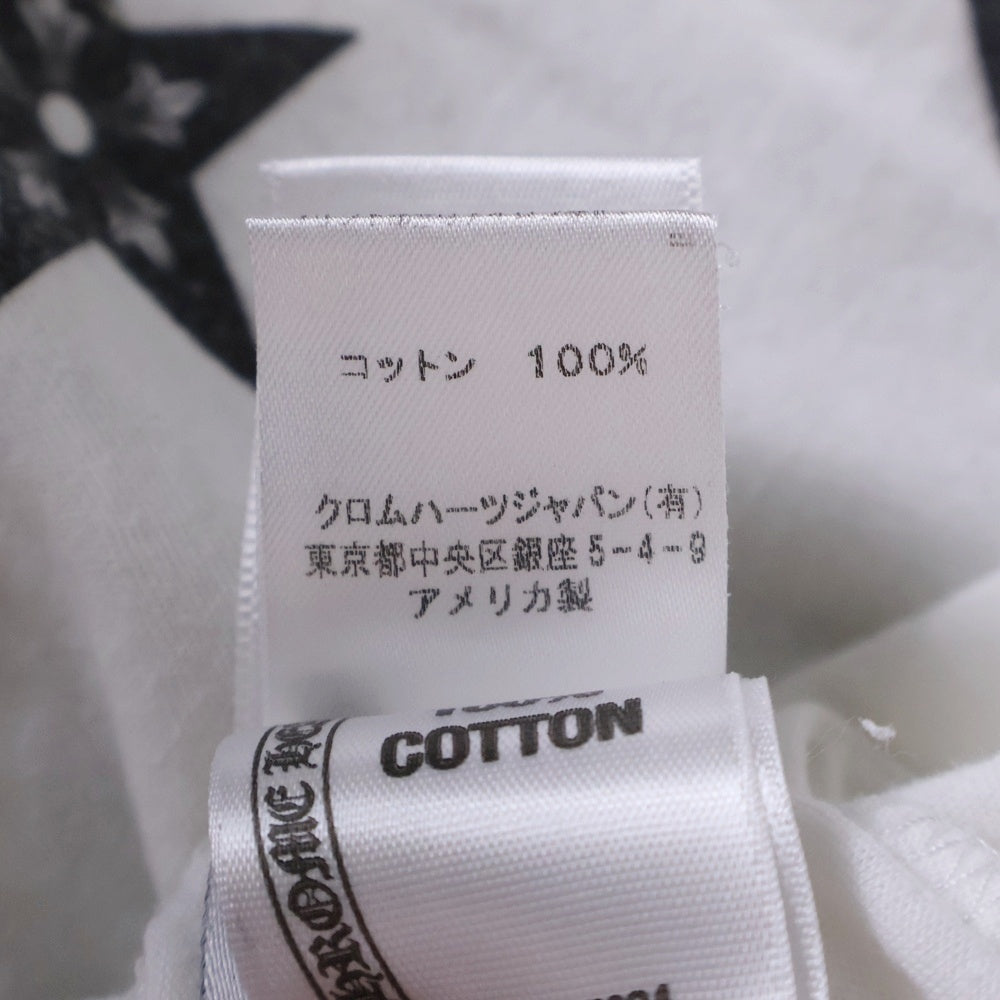 コットン 100%
クロムハーツジャパン(有)
東京都中央区銀座5-4-9
アメリカ製
100%
COTTON